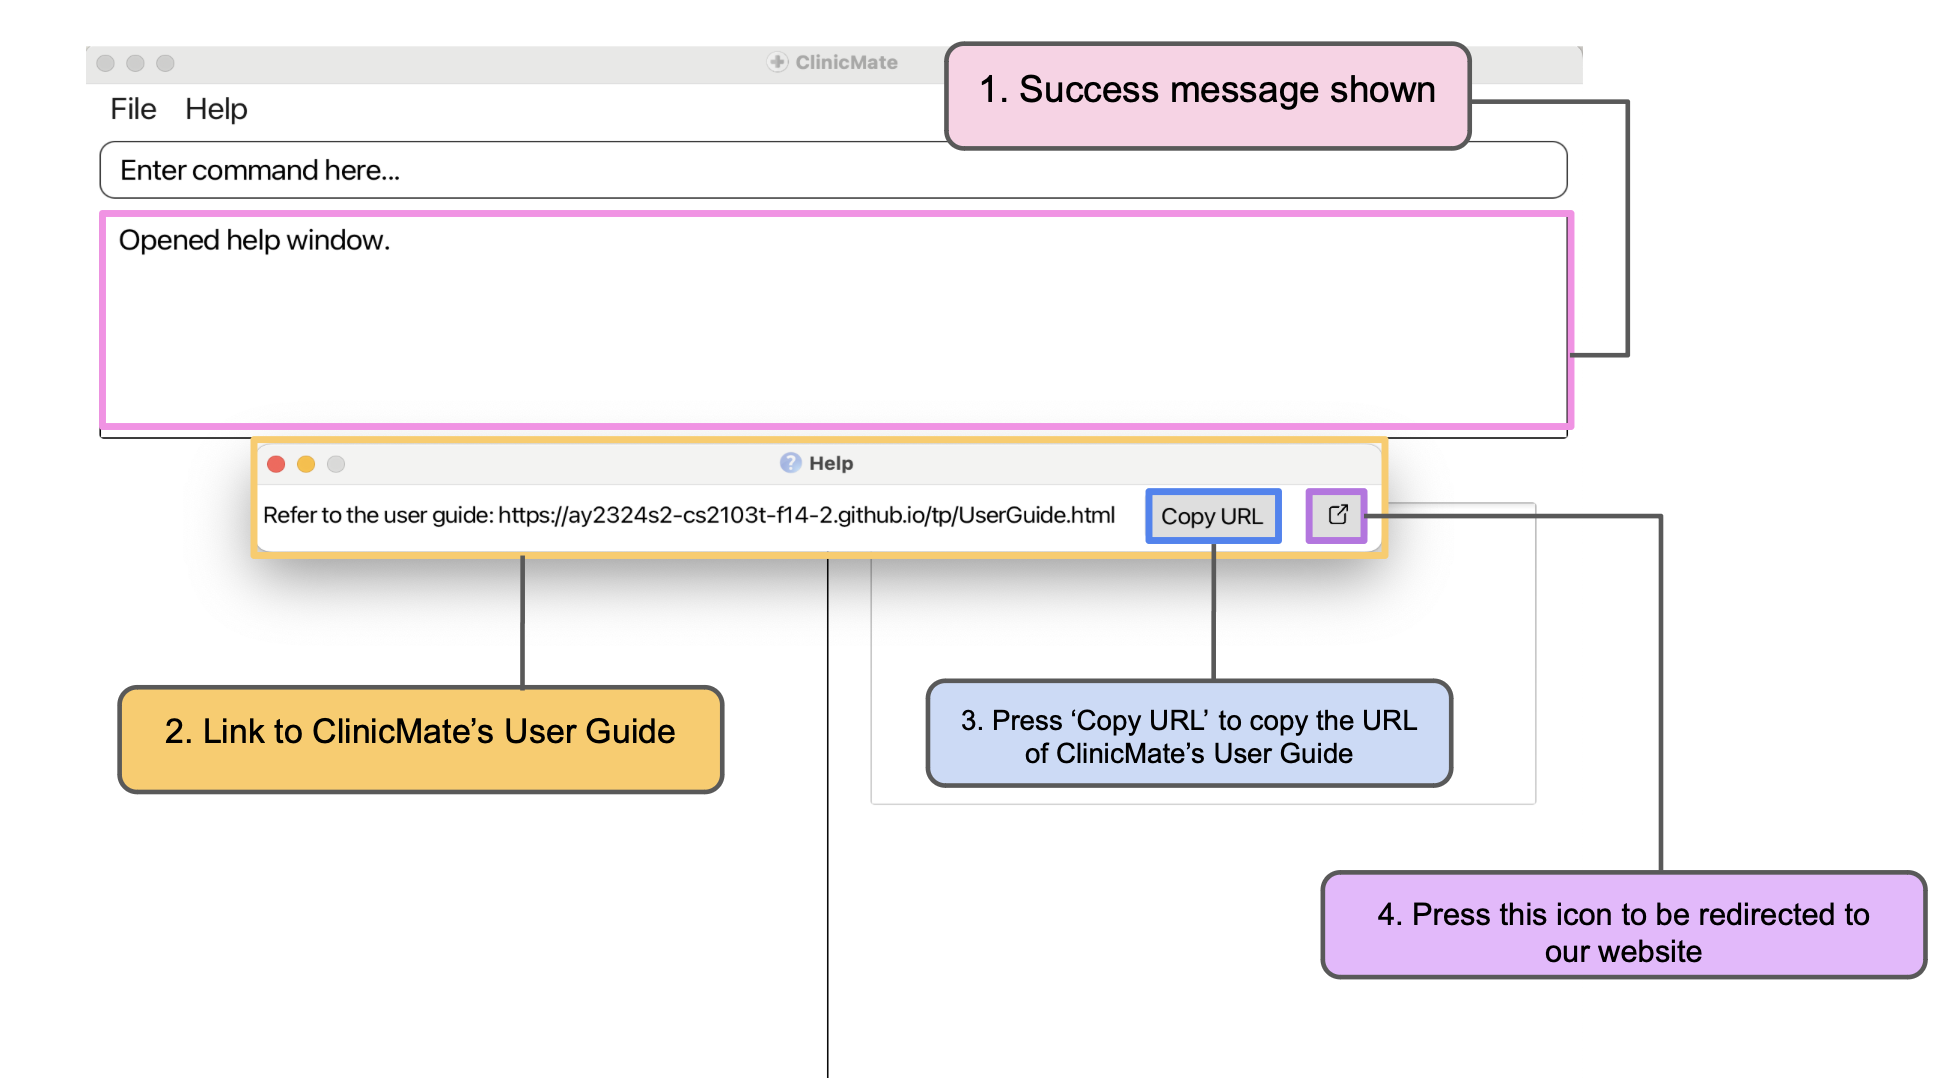 ClinicMate
1. Success message shown
File Help
Enter command here...
Opened help window.
Help
Refer to the user guide: https://ay2324s2-cs2103t-f14-2.github.io/tp/UserGuide.html
Copy URL
2. Link to ClinicMate’s User Guide
3. Press ‘Copy URL’ to copy the URL
of ClinicMate’s User Guide
4. Press this icon to be redirected to
our website